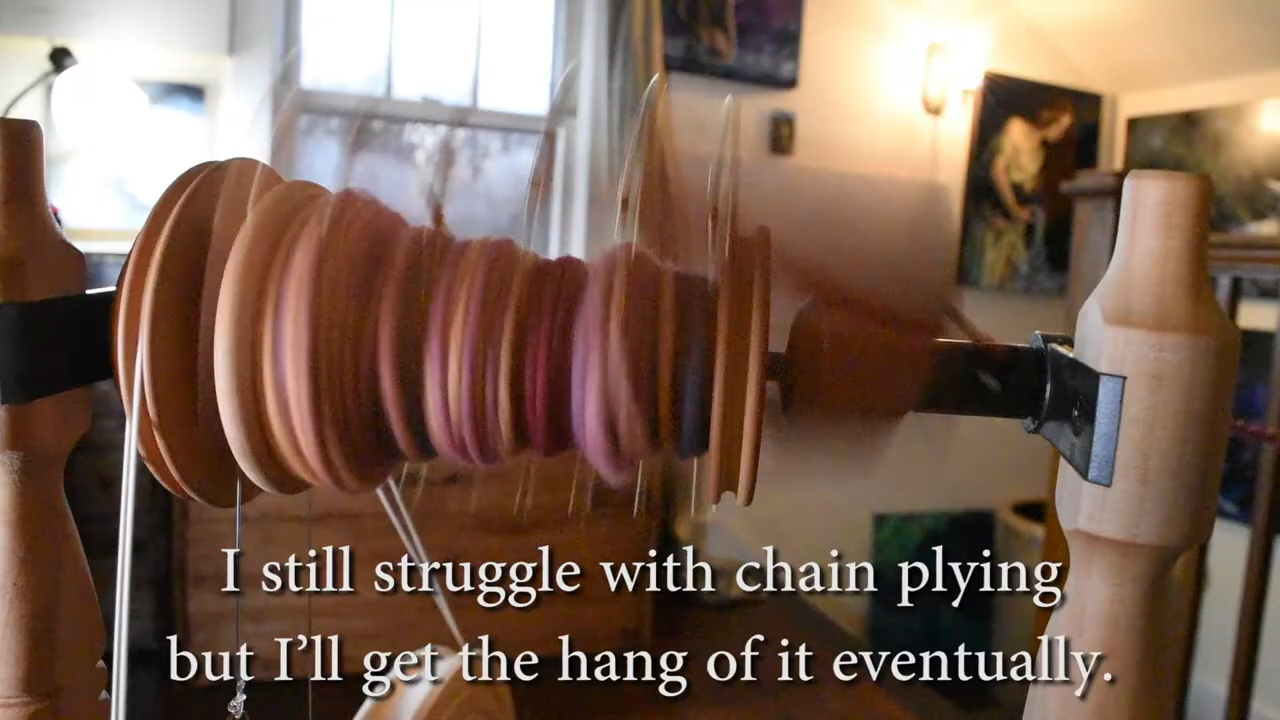 I still struggle with chain plying
but I’ll get the hang of it eventually.